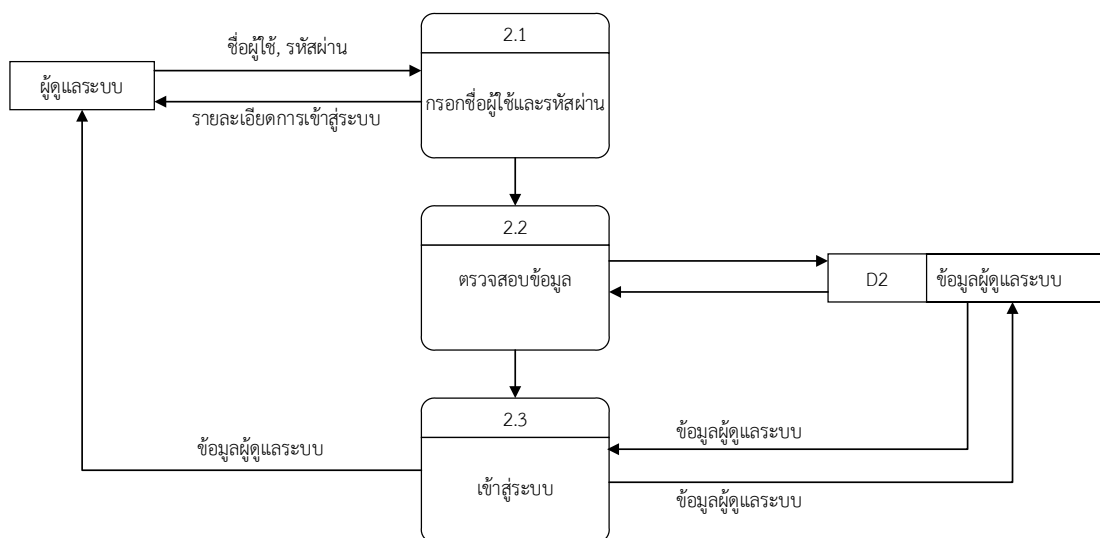 2.1
ชื่อผู้ใช้, รหัสผ่าน
ผู้ดูแลระบบ
กรอกชื่อผู้ใช้และรหัสผ่าน
รายละเอียดการเข้าสู่ระบบ
2.2
ตรวจสอบข้อมูล
D2
ข้อมูลผู้ดูแลระบบ
2.3
ข้อมูลผู้ดูแลระบบ
ข้อมูลผู้ดูแลระบบ
เข้าสู่ระบบ
ข้อมูลผู้ดูแลระบบ